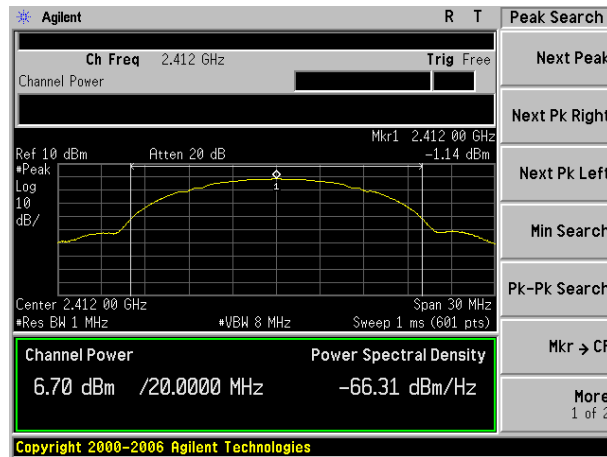 Agilent R T Peak Search
Ch Freq 2.412 GHz Trig Free
Channel Power
Mkr1 2.412 00 GHz
Ref 10 dBm Atten 20 dB -1.14 dBm
#Peak
Log
10
dB/
1
Center 2.412 00 GHz Span 30 MHz
#Res BW 1 MHz #VBW 8 MHz Sweep 1 ms (601 pts)
Channel Power Power Spectral Density
6.70 dBm /20.0000 MHz -66.31 dBm/Hz
Copyright 2000-2006 Agilent Technologies
Next Peak
Next Pk Right
Next Pk Left
Min Search
Pk-Pk Search
Mkr → CF
More
1 of 2